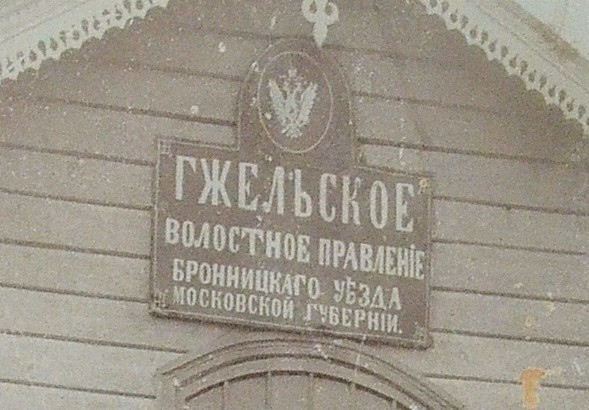 ГЖЕЛЬСКОЕ
ВОЛОСТНОЕ ПРАВЛЕНІЕ
БРОННИЦКАГО УѢЗДА
МОСКОВСКОЙ ГУБЕРНІИ.